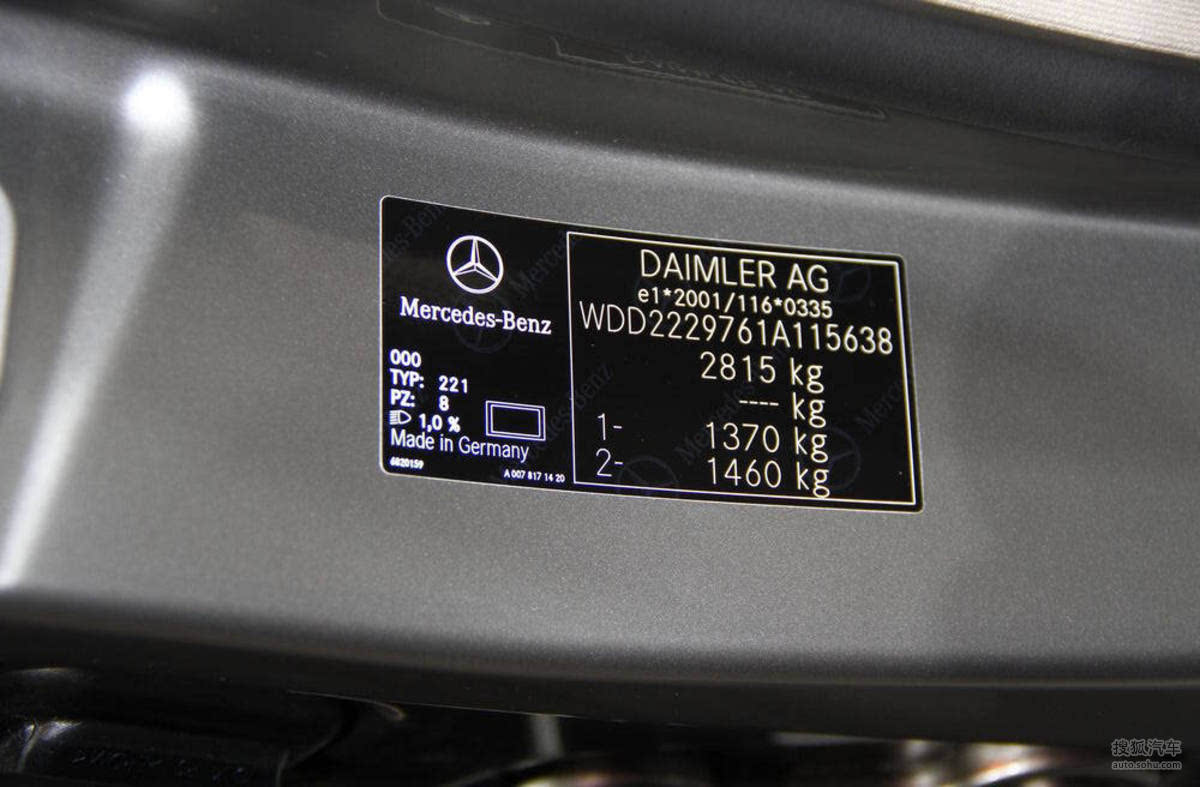 Mercedes-Benz
000
TYP: 221
PZ: 8
1,0 %
Made in Germany
6820159
A 007 817 14 20
DAIMLER AG
e1*2001/116*0335
WDD2229761A115638
2815 kg
---- kg
1- 1370 kg
2- 1460 kg
搜狐汽车
auto.sohu.com